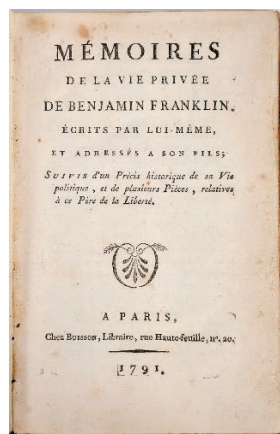 MÉMOIRES
DE LA VIE PRIVÉE
DE BENJAMIN FRANKLIN,
ÉCRITS PAR LUI-MÊME,
ET ADRESSÉS A SON FILS;
Suivis d'un Précis historique de sa Vie
politique, et de plusieurs Pièces, relatives
à ce Père de la Liberté.
A PARIS,
Chez BUISSON, Libraire, rue Haute-feuille, nº. 20.
1791.